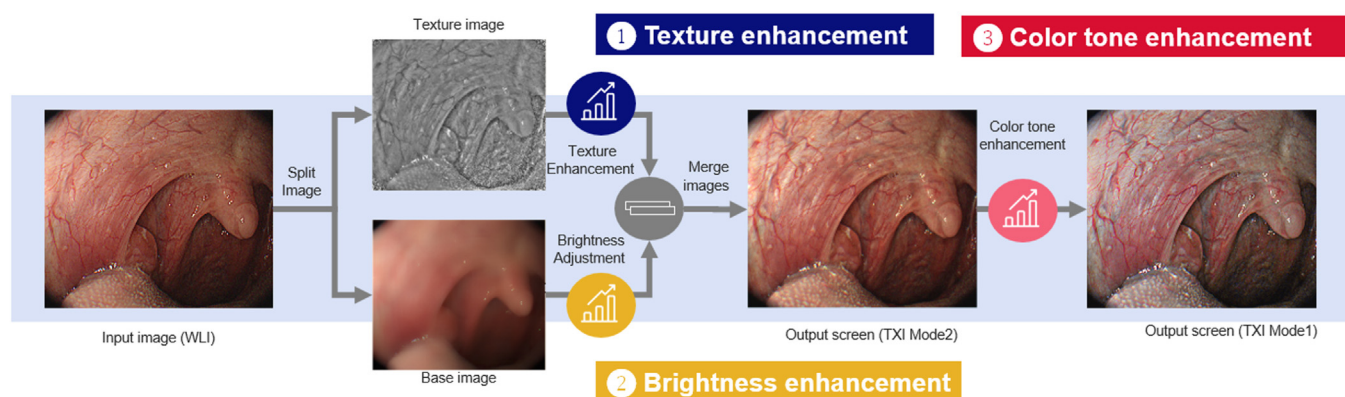 Texture image
1 Texture enhancement
3 Color tone enhancement
Split
Image
Texture
Enhancement
Merge
images
Color tone
enhancement
Brightness
Adjustment
Input image (WLI)
Output screen (TXI Mode2)
Output screen (TXI Mode1)
Base image
2 Brightness enhancement